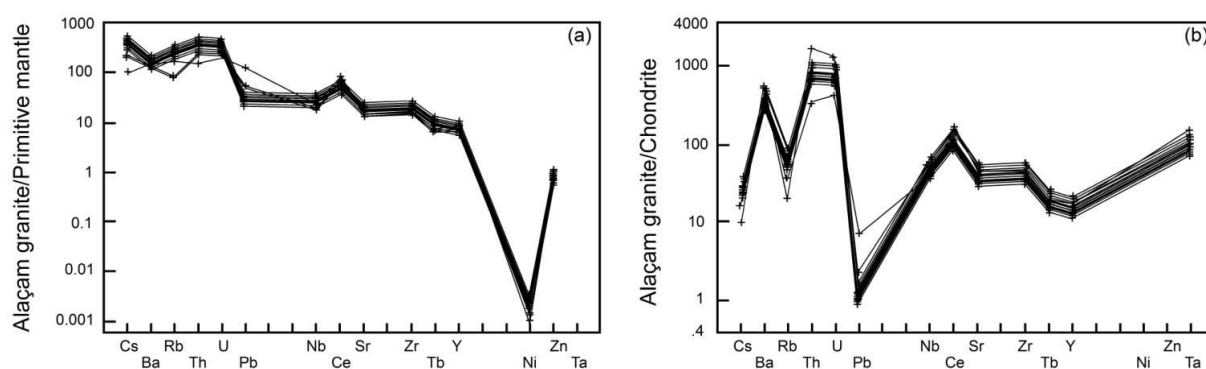 (a)
Alaçam granite/Primitive mantle
1000
100
10
1
0.1
0.01
0.001
Cs Rb U Nb Sr Zr Y Zn
Ba Th Pb Ce Tb Ni Ta
(b)
Alaçam granite/Chondrite
4000
1000
100
10
1
.4
Cs Rb U Nb Sr Zr Y Zn
Ba Th Pb Ce Tb Ni Ta